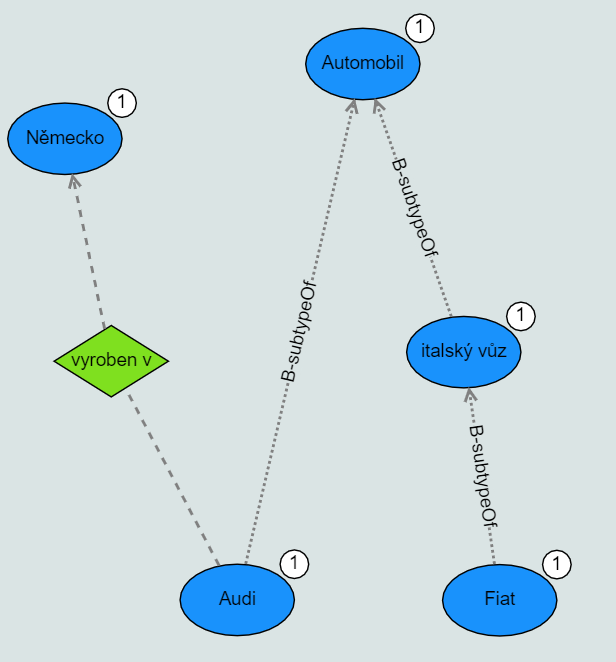 1
Automobil
1
Německo
B-subtypeOf
B-subtypeOf
1
italský vůz
vyroben v
B-subtypeOf
1
Audi
1
Fiat